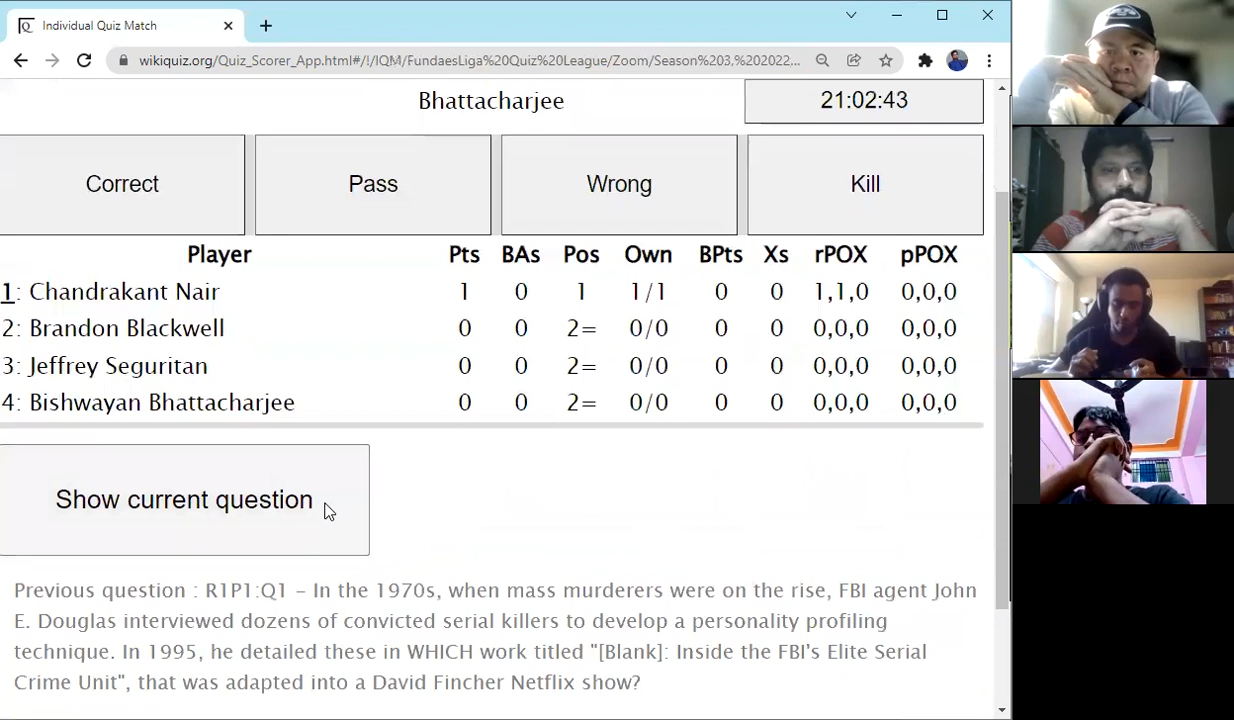 Individual Quiz Match
wikiquiz.org/Quiz_Scorer_App.html#/!/IQM/FundaesLiga%20Quiz%20League/Zoom/Season%203,%202022...
Bhattacharjee 21:02:43
Correct Pass Wrong Kill
Player Pts BAs Pos Own BPts Xs rPOX pPOX
1: Chandrakant Nair 1 0 1 1/1 0 0 1,1,0 0,0,0
2: Brandon Blackwell 0 0 2= 0/0 0 0 0,0,0 0,0,0
3: Jeffrey Seguritan 0 0 2= 0/0 0 0 0,0,0 0,0,0
4: Bishwayan Bhattacharjee 0 0 2= 0/0 0 0 0,0,0 0,0,0
Show current question
Previous question : R1P1:Q1 – In the 1970s, when mass murderers were on the rise, FBI agent John
E. Douglas interviewed dozens of convicted serial killers to develop a personality profiling
technique. In 1995, he detailed these in WHICH work titled "[Blank]: Inside the FBI's Elite Serial
Crime Unit", that was adapted into a David Fincher Netflix show?